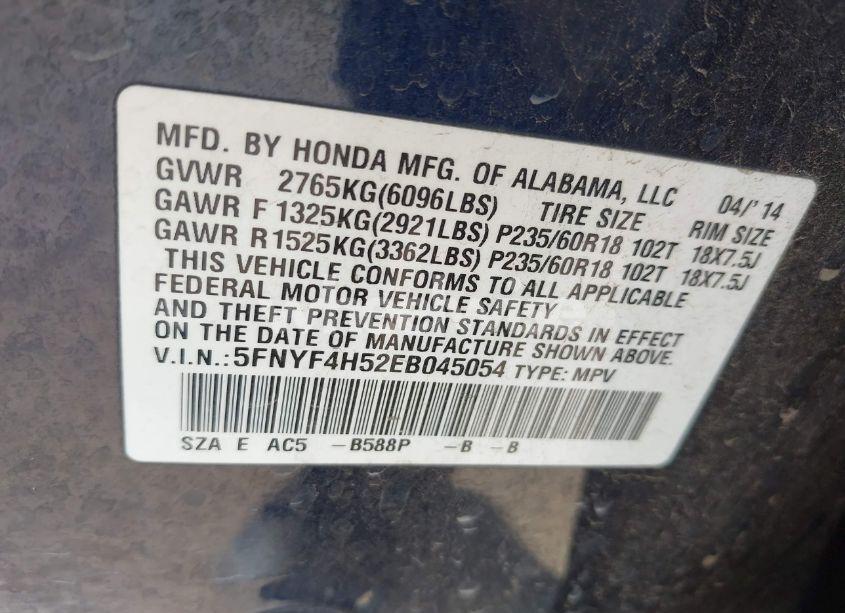 MFD. BY HONDA MFG. OF ALABAMA, LLC 04/'14
GVWR 2765KG(6096LBS) TIRE SIZE RIM SIZE
GAWR F 1325KG(2921LBS) P235/60R18 102T 18X7.5J
GAWR R 1525KG(3362LBS) P235/60R18 102T 18X7.5J
THIS VEHICLE CONFORMS TO ALL APPLICABLE
FEDERAL MOTOR VEHICLE SAFETY
AND THEFT PREVENTION STANDARDS IN EFFECT
ON THE DATE OF MANUFACTURE SHOWN ABOVE.
V.I.N.:5FNYF4H52EB045054 TYPE: MPV
SZA E AC5 -B588P -B -B